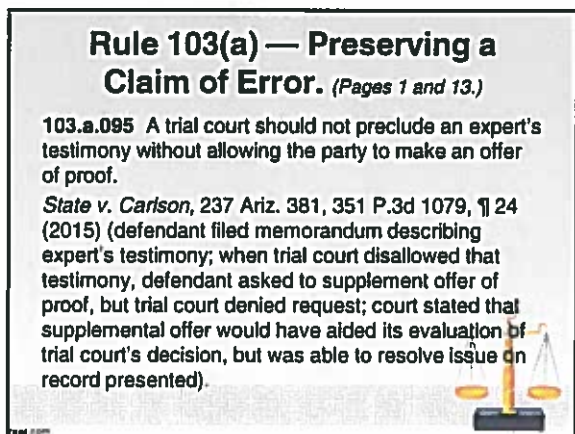 Rule 103(a) — Preserving a
Claim of Error. (Pages 1 and 13.)
103.a.095 A trial court should not preclude an expert's
testimony without allowing the party to make an offer
of proof.
State v. Carlson, 237 Ariz. 381, 351 P.3d 1079, ¶ 24
(2015) (defendant filed memorandum describing
expert's testimony; when trial court disallowed that
testimony, defendant asked to supplement offer of
proof, but trial court denied request; court stated that
supplemental offer would have aided its evaluation of
trial court's decision, but was able to resolve issue on
record presented).